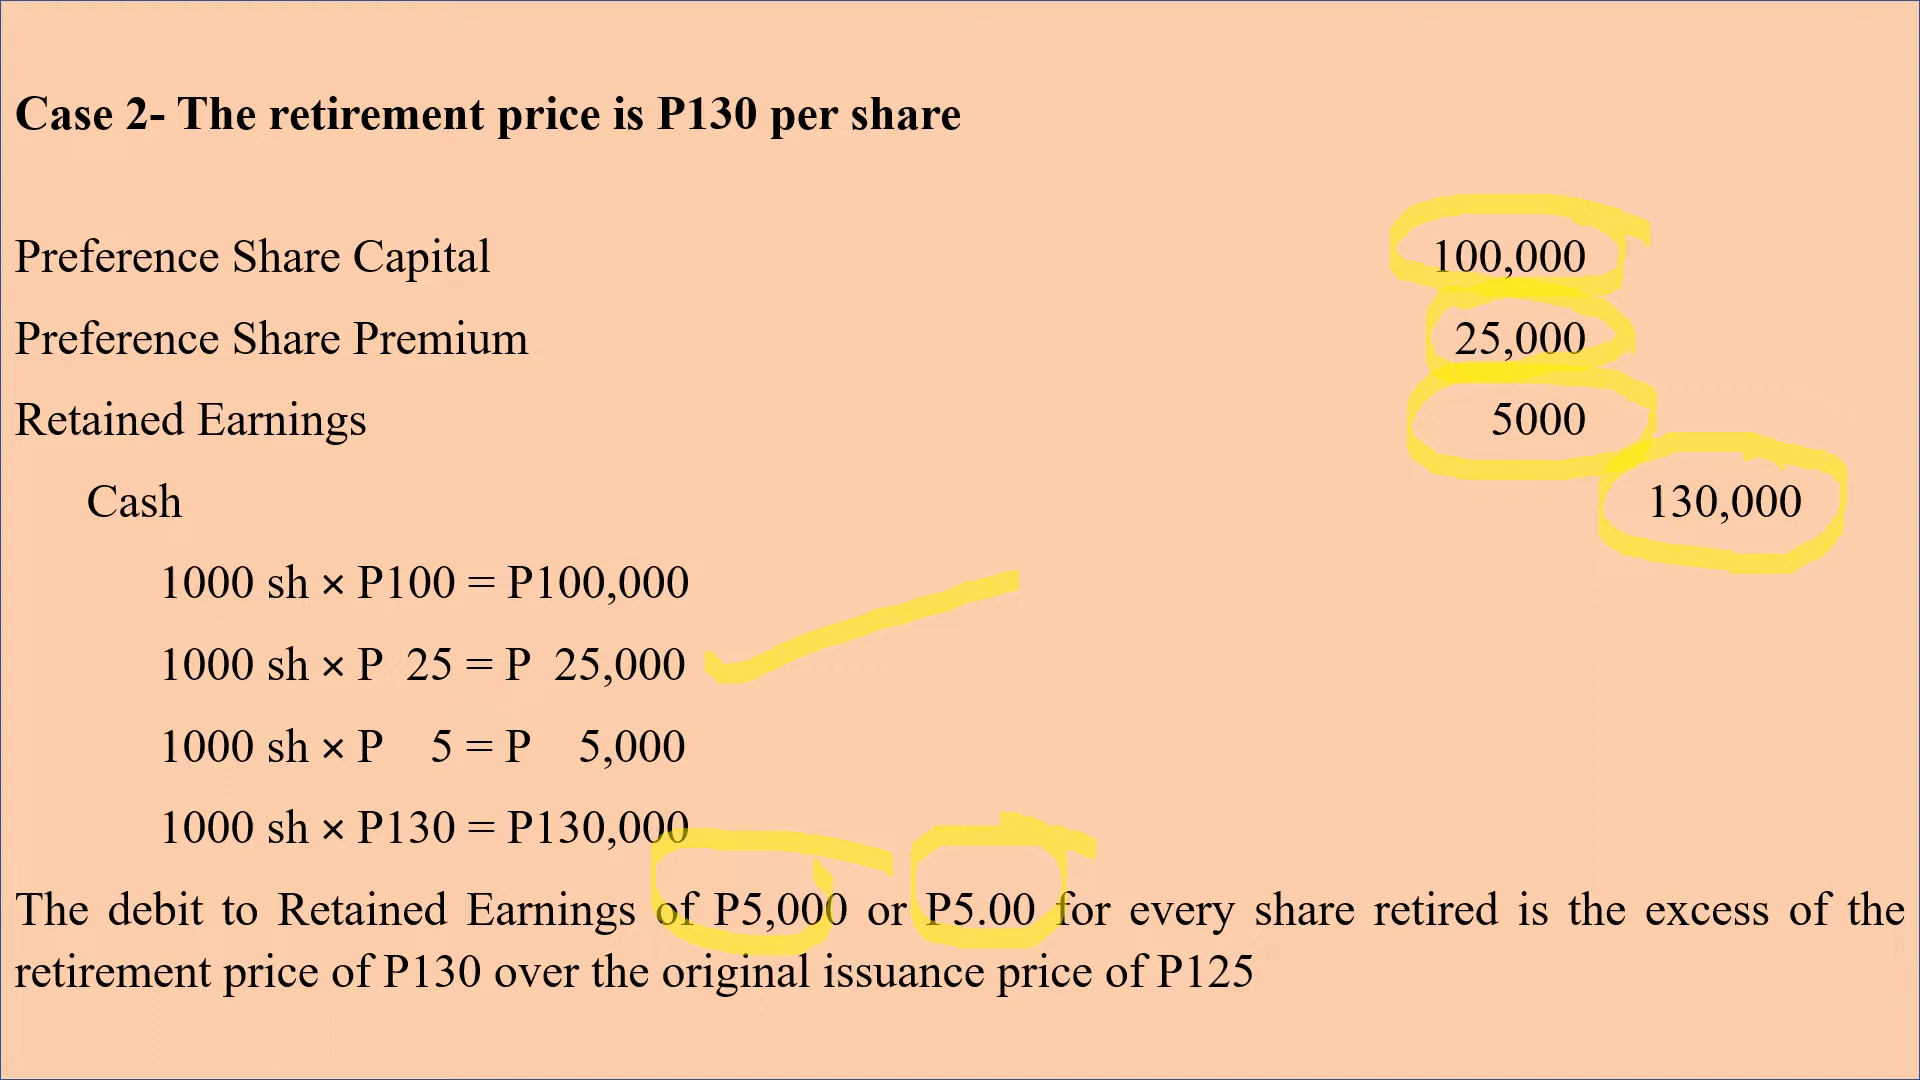 Case 2- The retirement price is P130 per share
Preference Share Capital 100,000
Preference Share Premium 25,000
Retained Earnings 5000
Cash 130,000
1000 sh × P100 = P100,000
1000 sh × P 25 = P 25,000
1000 sh × P 5 = P 5,000
1000 sh × P130 = P130,000
The debit to Retained Earnings of P5,000 or P5.00 for every share retired is the excess of the
retirement price of P130 over the original issuance price of P125